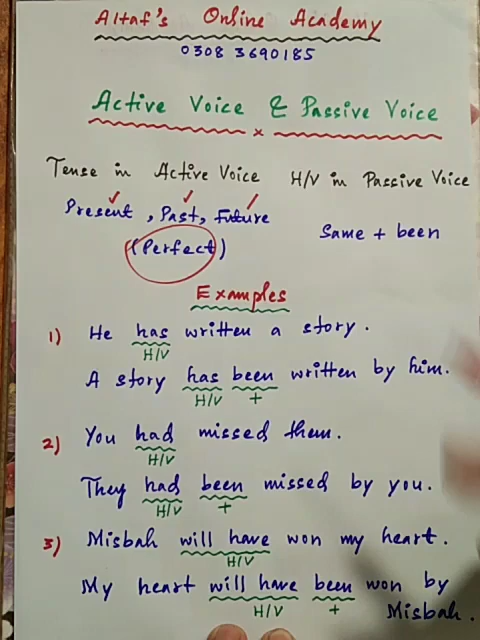 Altaf's Online Academy
0308 3690185
Active Voice & Passive Voice
x
Tense in Active Voice H/V in Passive Voice
Present, Past, Future
(Perfect)
Same + been
Examples
1) He has written a story.
H/V
A story has been written by him.
H/V +
2) You had missed them.
H/V
They had been missed by you.
H/V +
3) Misbah will have won my heart.
H/V
My heart will have been won by
H/V + Misbah.